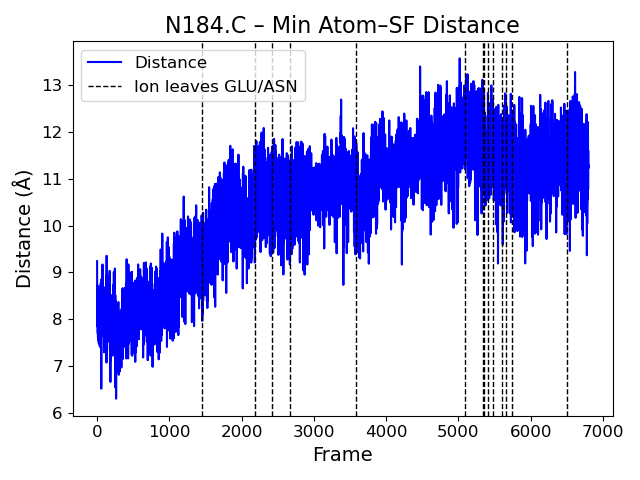 N184.C – Min Atom–SF Distance
Distance
Ion leaves GLU/ASN
Distance (Å)
13
12
11
10
9
8
7
6
0 1000 2000 3000 4000 5000 6000 7000
Frame